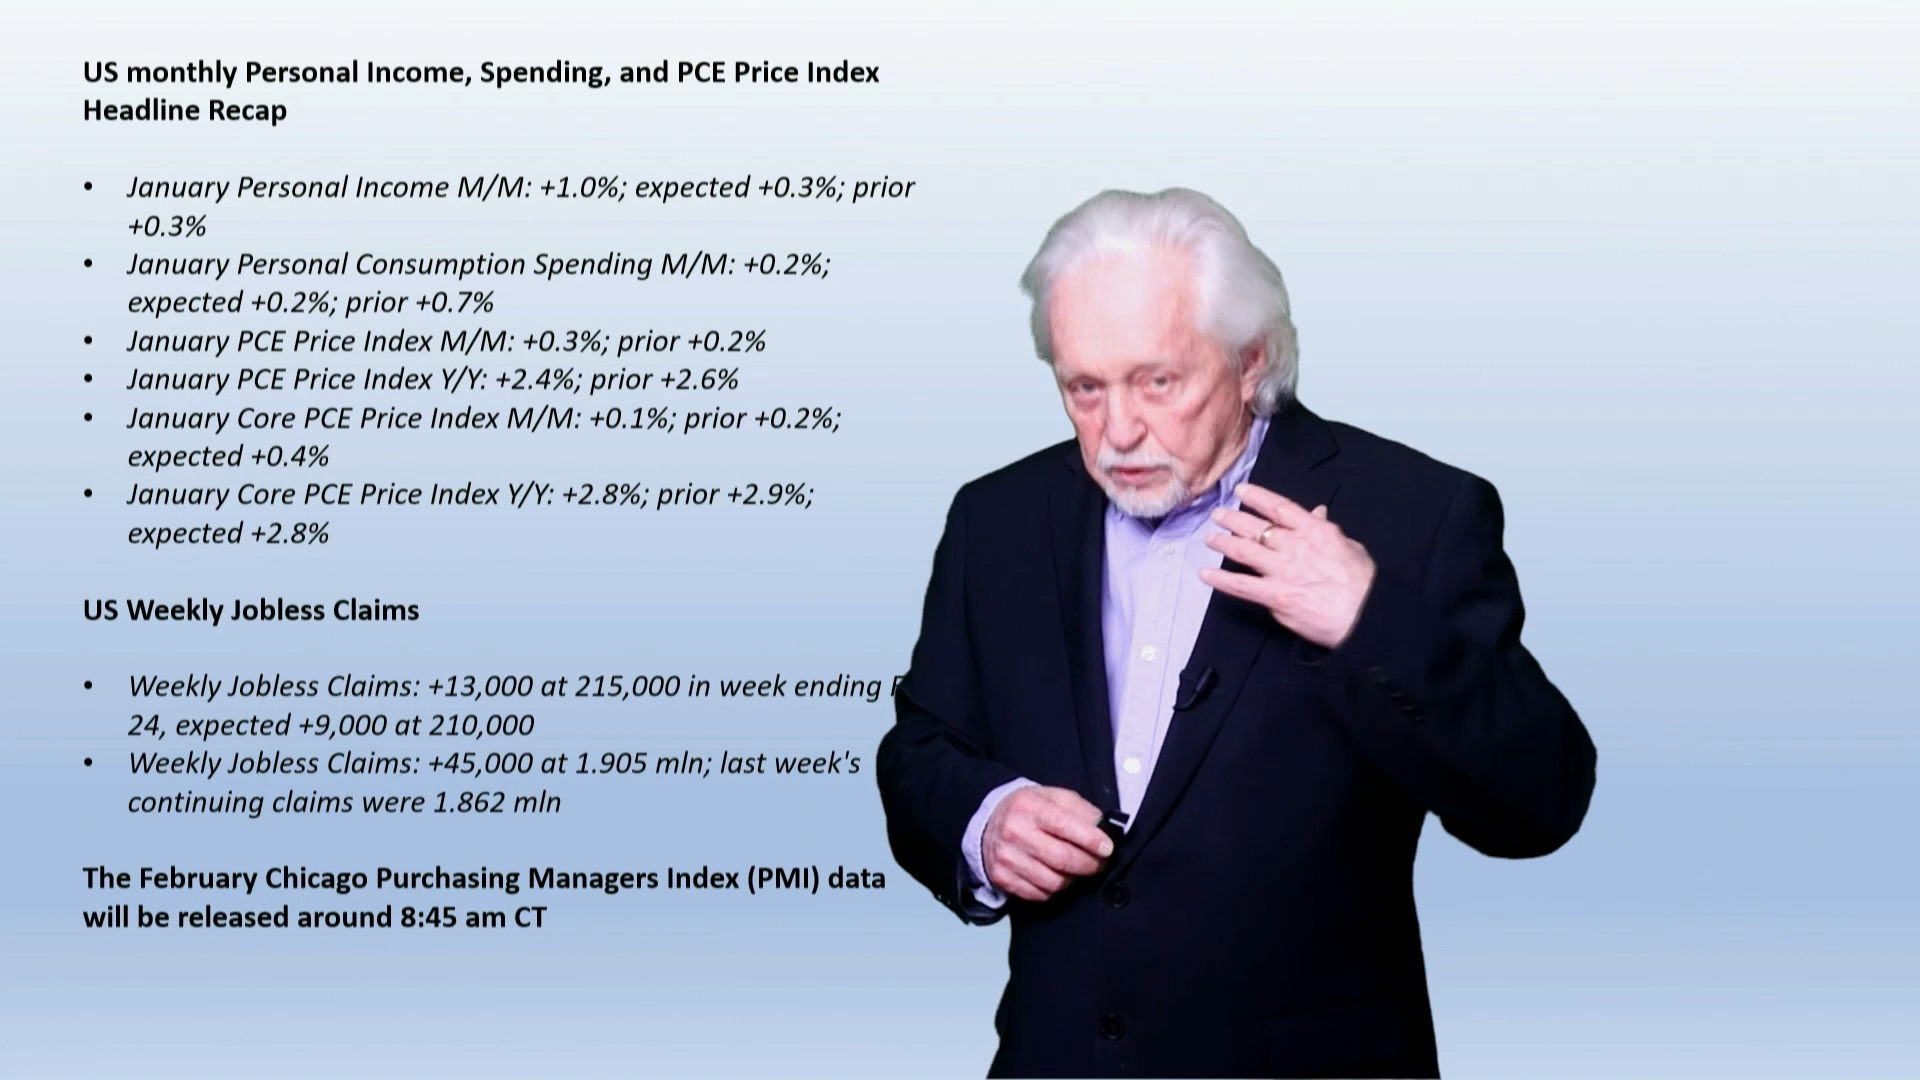 US monthly Personal Income, Spending, and PCE Price Index
Headline Recap
• January Personal Income M/M: +1.0%; expected +0.3%; prior
+0.3%
• January Personal Consumption Spending M/M: +0.2%;
expected +0.2%; prior +0.7%
• January PCE Price Index M/M: +0.3%; prior +0.2%
• January PCE Price Index Y/Y: +2.4%; prior +2.6%
• January Core PCE Price Index M/M: +0.1%; prior +0.2%;
expected +0.4%
• January Core PCE Price Index Y/Y: +2.8%; prior +2.9%;
expected +2.8%
US Weekly Jobless Claims
• Weekly Jobless Claims: +13,000 at 215,000 in week ending
24, expected +9,000 at 210,000
• Weekly Jobless Claims: +45,000 at 1.905 mln; last week's
continuing claims were 1.862 mln
The February Chicago Purchasing Managers Index (PMI) data
will be released around 8:45 am CT